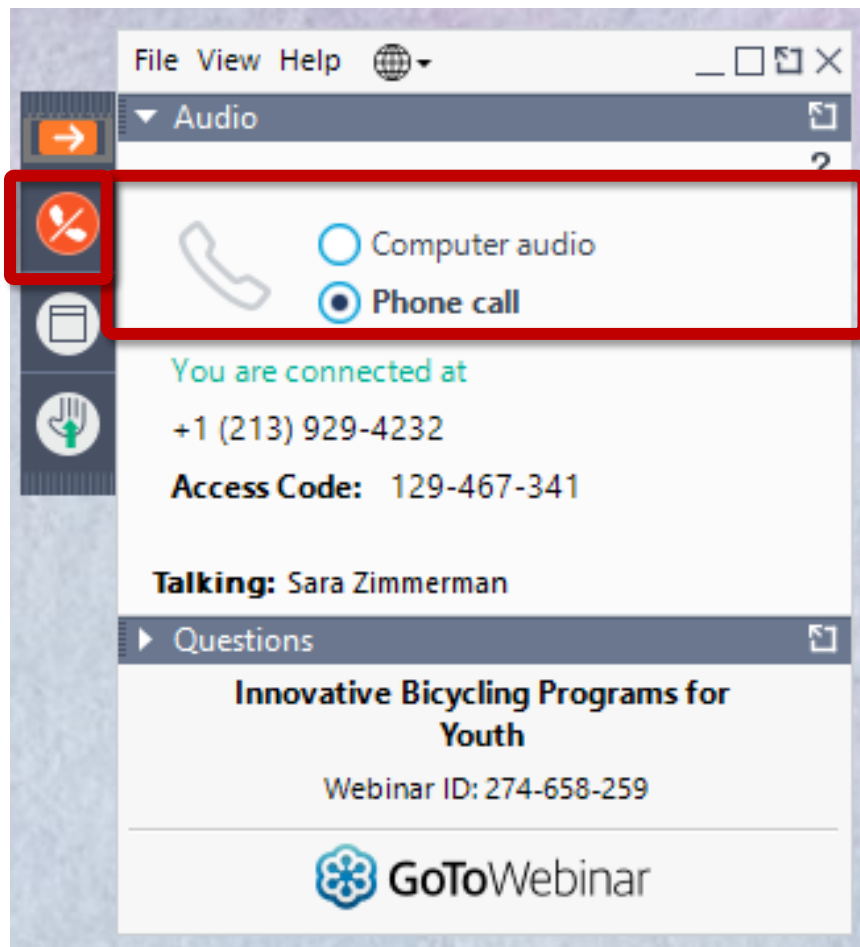 File View Help
Audio
?
Computer audio
Phone call
You are connected at
+1 (213) 929-4232
Access Code: 129-467-341
Talking: Sara Zimmerman
Questions
Innovative Bicycling Programs for
Youth
Webinar ID: 274-658-259
GoToWebinar